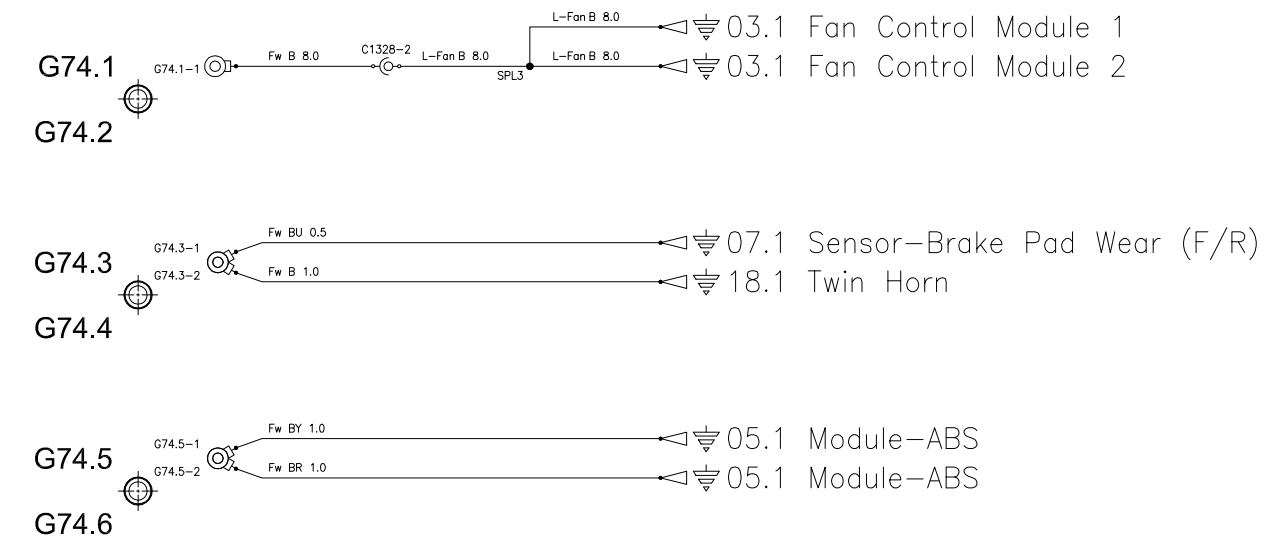 L-Fan B 8.0
03.1 Fan Control Module 1
G74.1
G74.1-1
Fw B 8.0
C1328-2
L-Fan B 8.0
SPL3
L-Fan B 8.0
03.1 Fan Control Module 2
G74.2
G74.3
G74.3-1
Fw BU 0.5
07.1 Sensor-Brake Pad Wear (F/R)
G74.3-2
Fw B 1.0
18.1 Twin Horn
G74.4
G74.5
G74.5-1
Fw BY 1.0
05.1 Module-ABS
G74.5-2
Fw BR 1.0
05.1 Module-ABS
G74.6